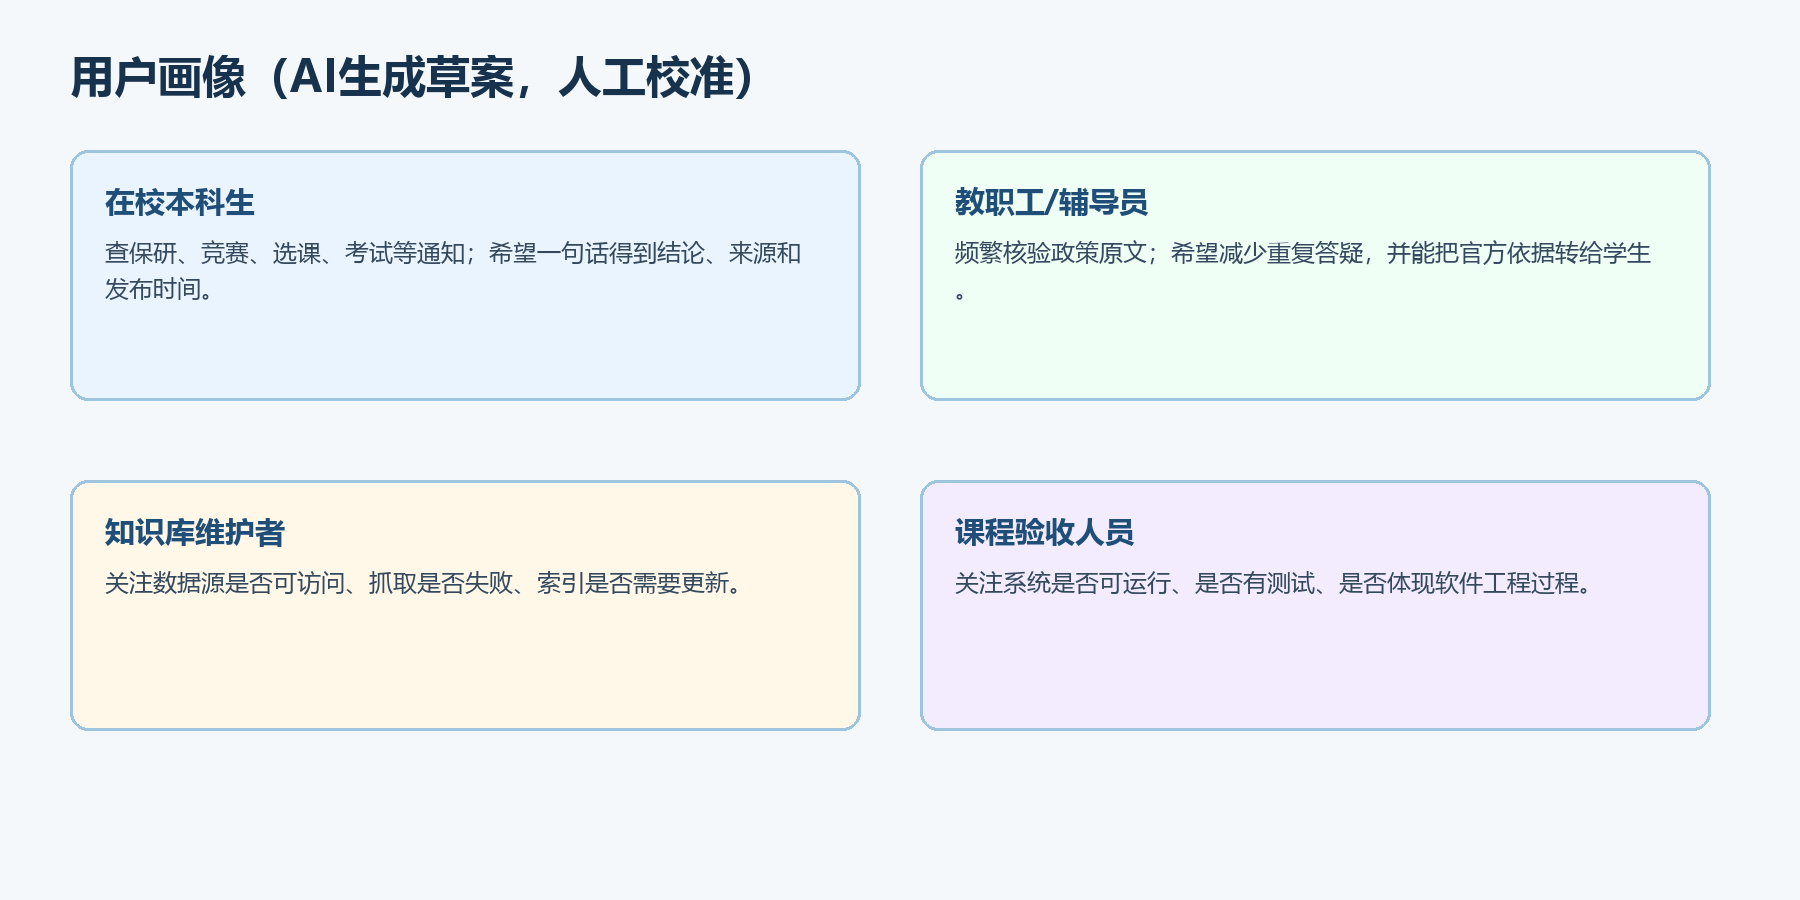 用户画像（AI生成草案，人工校准）
在校本科生
查保研、竞赛、选课、考试等通知；希望一句话得到结论、来源和
发布时间。
教职工/辅导员
频繁核验政策原文；希望减少重复答疑，并能把官方依据转给学生
。
知识库维护者
关注数据源是否可访问、抓取是否失败、索引是否需要更新。
课程验收人员
关注系统是否可运行、是否有测试、是否体现软件工程过程。